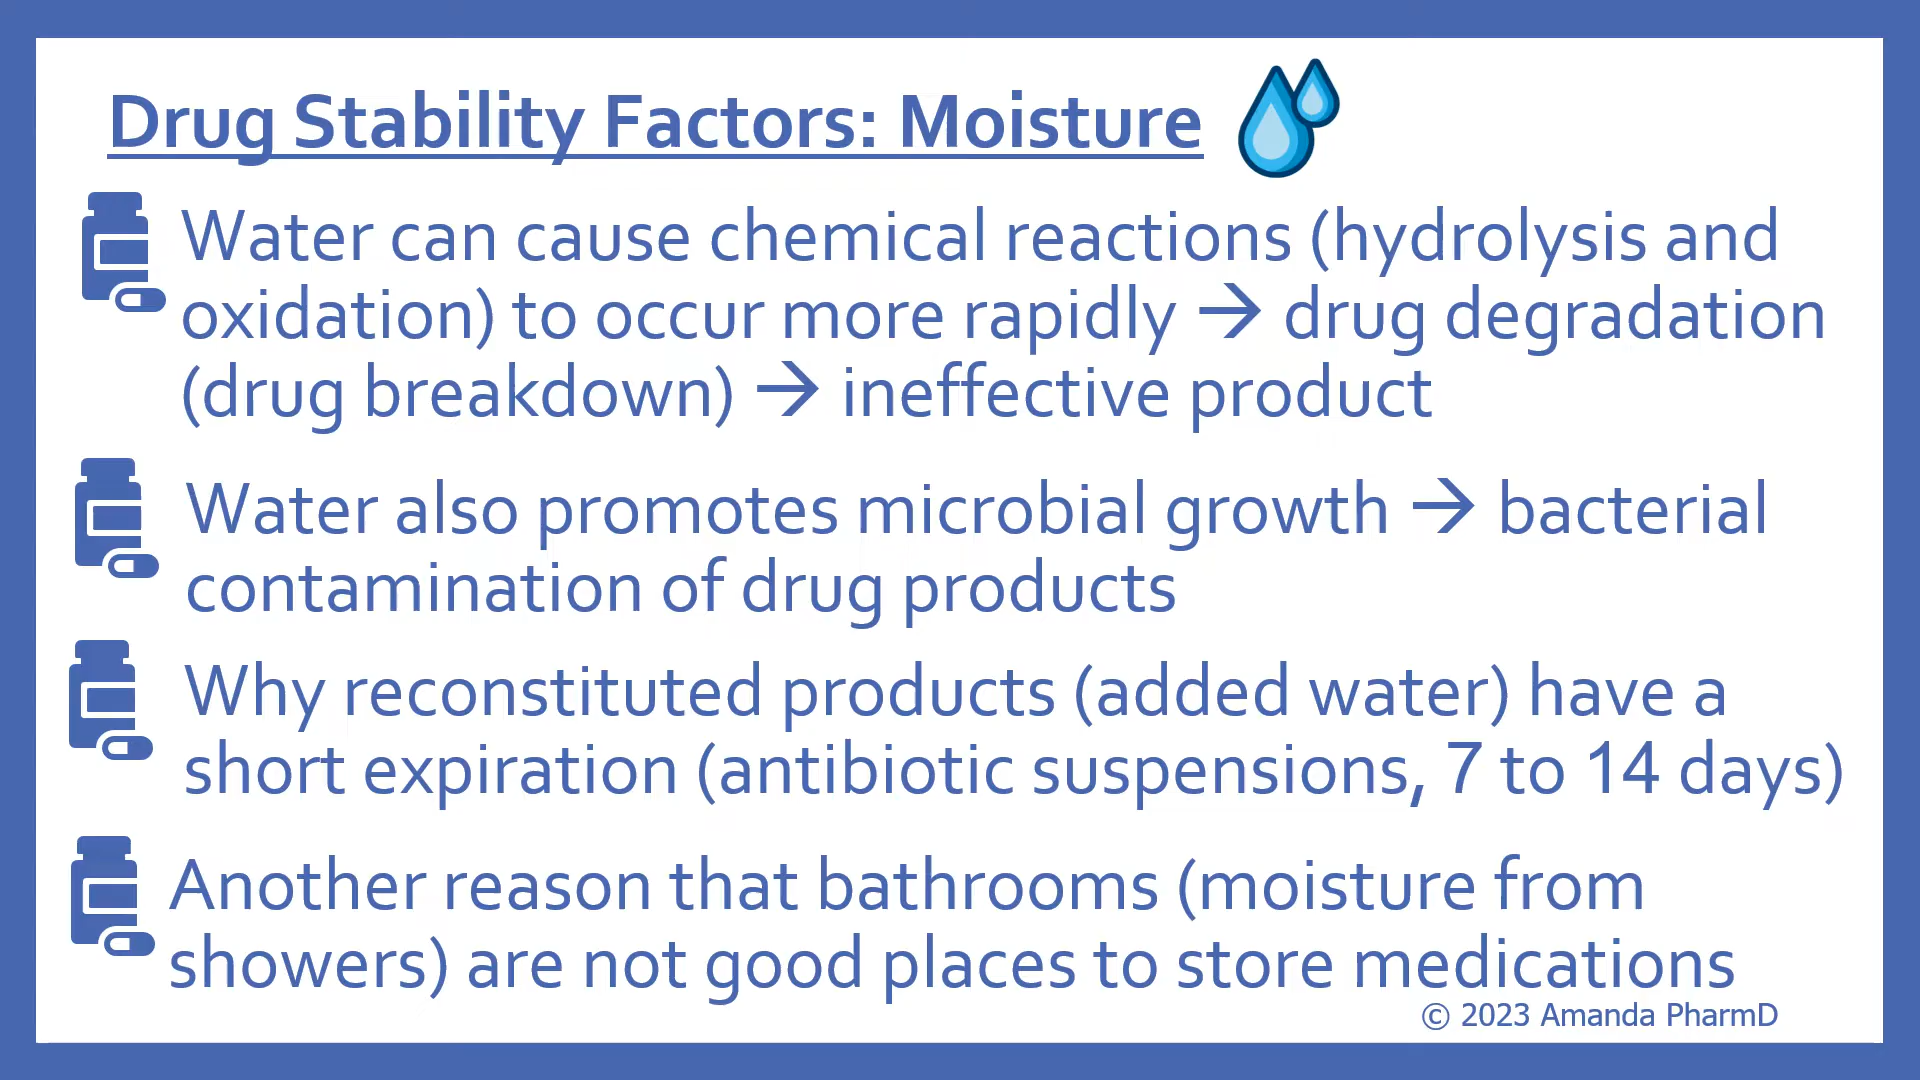 Drug Stability Factors: Moisture
Water can cause chemical reactions (hydrolysis and
oxidation) to occur more rapidly → drug degradation
(drug breakdown) → ineffective product
Water also promotes microbial growth → bacterial
contamination of drug products
Why reconstituted products (added water) have a
short expiration (antibiotic suspensions, 7 to 14 days)
Another reason that bathrooms (moisture from
showers) are not good places to store medications
© 2023 Amanda PharmD